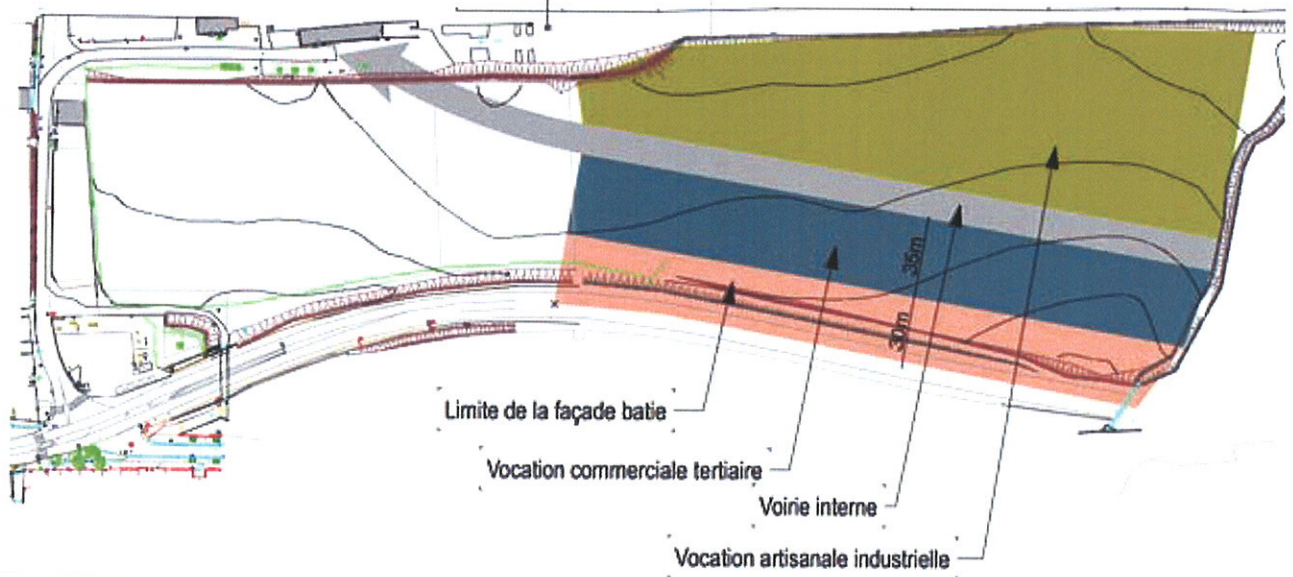 35m
30m
Limite de la façade batie
Vocation commerciale tertiaire
Voirie interne
Vocation artisanale industrielle